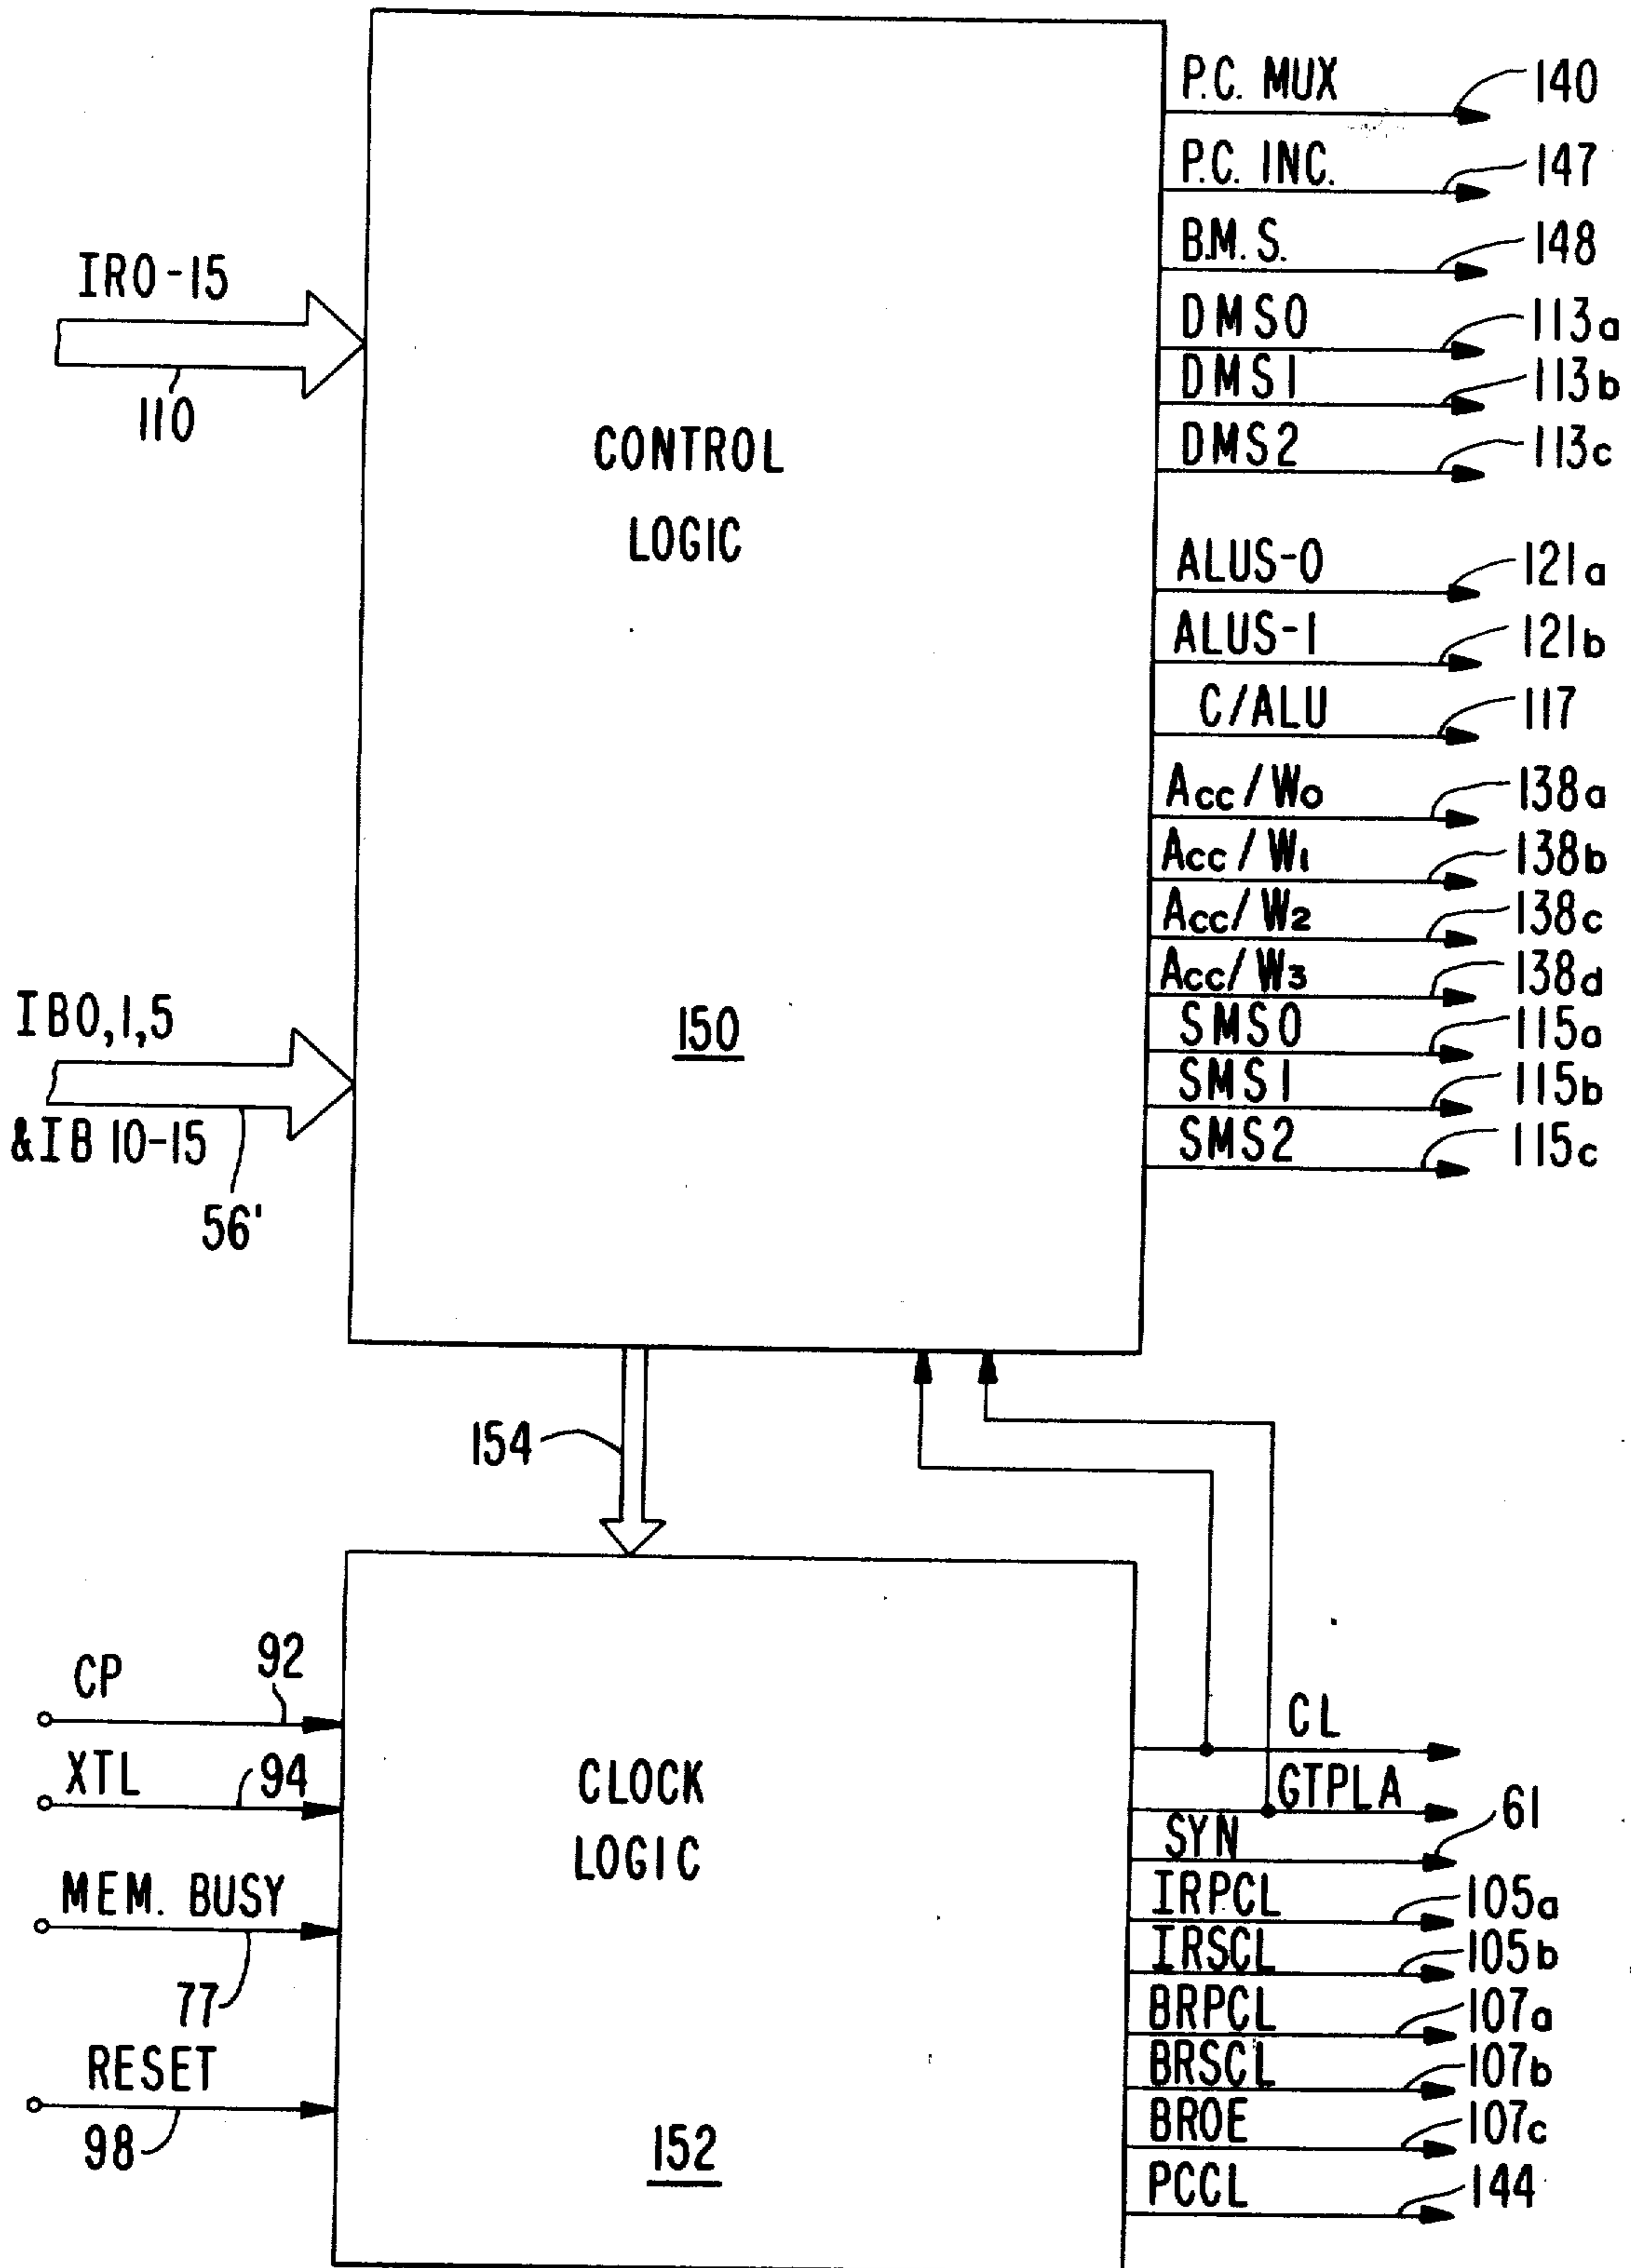 P.C. MUX 140
P.C. INC. 147
B.M.S. 148
IR0-15
110
DMS0 113a
DMS1 113b
DMS2 113c
CONTROL
LOGIC
ALUS-0 121a
ALUS-1 121b
C/ALU 117
Acc/W0 138a
Acc/W1 138b
Acc/W2 138c
Acc/W3 138d
IB0,1,5
&IB 10-15
56'
150
SMS0 115a
SMS1 115b
SMS2 115c
154
CP 92
XTL 94
MEM. BUSY
77
RESET
98
CLOCK
LOGIC
152
CL
GTPLA
SYN 61
IRPCL 105a
IRSCL 105b
BRPCL 107a
BRSCL 107b
BROE 107c
PCCL 144